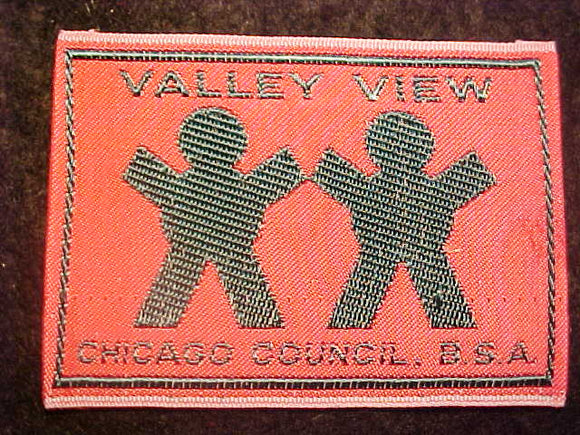 VALLEY VIEW
CHICAGO COUNCIL, B.S.A.